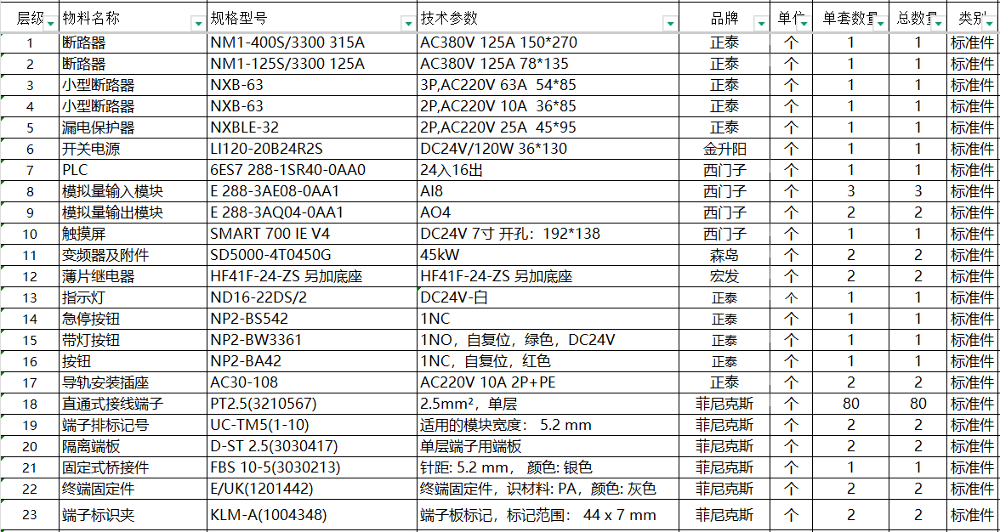 层级 物料名称 规格型号 技术参数 品牌 单位 单套数量 总数量 类别
1 断路器 NM1-400S/3300 315A AC380V 125A 150*270 正泰 个 1 1 标准件
2 断路器 NM1-125S/3300 125A AC380V 125A 78*135 正泰 个 1 1 标准件
3 小型断路器 NXB-63 3P,AC220V 63A 54*85 正泰 个 1 1 标准件
4 小型断路器 NXB-63 2P,AC220V 10A 36*85 正泰 个 1 1 标准件
5 漏电保护器 NXBLE-32 2P,AC220V 25A 45*95 正泰 个 1 1 标准件
6 开关电源 LI120-20B24R2S DC24V/120W 36*130 金升阳 个 1 1 标准件
7 PLC 6ES7 288-1SR40-0AA0 24入16出 西门子 个 1 1 标准件
8 模拟量输入模块 E 288-3AE08-0AA1 AI8 西门子 个 3 3 标准件
9 模拟量输出模块 E 288-3AQ04-0AA1 AO4 西门子 个 2 2 标准件
10 触摸屏 SMART 700 IE V4 DC24V 7寸 开孔：192*138 西门子 个 1 1 标准件
11 变频器及附件 SD5000-4T0450G 45kW 森岛 个 2 2 标准件
12 薄片继电器 HF41F-24-ZS 另加底座 HF41F-24-ZS 另加底座 宏发 个 2 2 标准件
13 指示灯 ND16-22DS/2 DC24V-白 正泰 个 1 1 标准件
14 急停按钮 NP2-BS542 1NC 正泰 个 1 1 标准件
15 带灯按钮 NP2-BW3361 1NO，自复位，绿色，DC24V 正泰 个 1 1 标准件
16 按钮 NP2-BA42 1NC，自复位，红色 正泰 个 1 1 标准件
17 导轨安装插座 AC30-108 AC220V 10A 2P+PE 正泰 个 2 2 标准件
18 直通式接线端子 PT2.5(3210567) 2.5mm²，单层 菲尼克斯 个 80 80 标准件
19 端子排标记号 UC-TM5(1-10) 适用的模块宽度： 5.2 mm 菲尼克斯 个 2 2 标准件
20 隔离端板 D-ST 2.5(3030417) 单层端子用端板 菲尼克斯 个 2 2 标准件
21 固定式桥接件 FBS 10-5(3030213) 针距: 5.2 mm， 颜色: 银色 菲尼克斯 个 1 1 标准件
22 终端固定件 E/UK(1201442) 终端固定件，识材料: PA，颜色: 灰色 菲尼克斯 个 2 2 标准件
23 端子标识夹 KLM-A(1004348) 端子板标记，标记范围： 44 x 7 mm 菲尼克斯 个 2 2 标准件